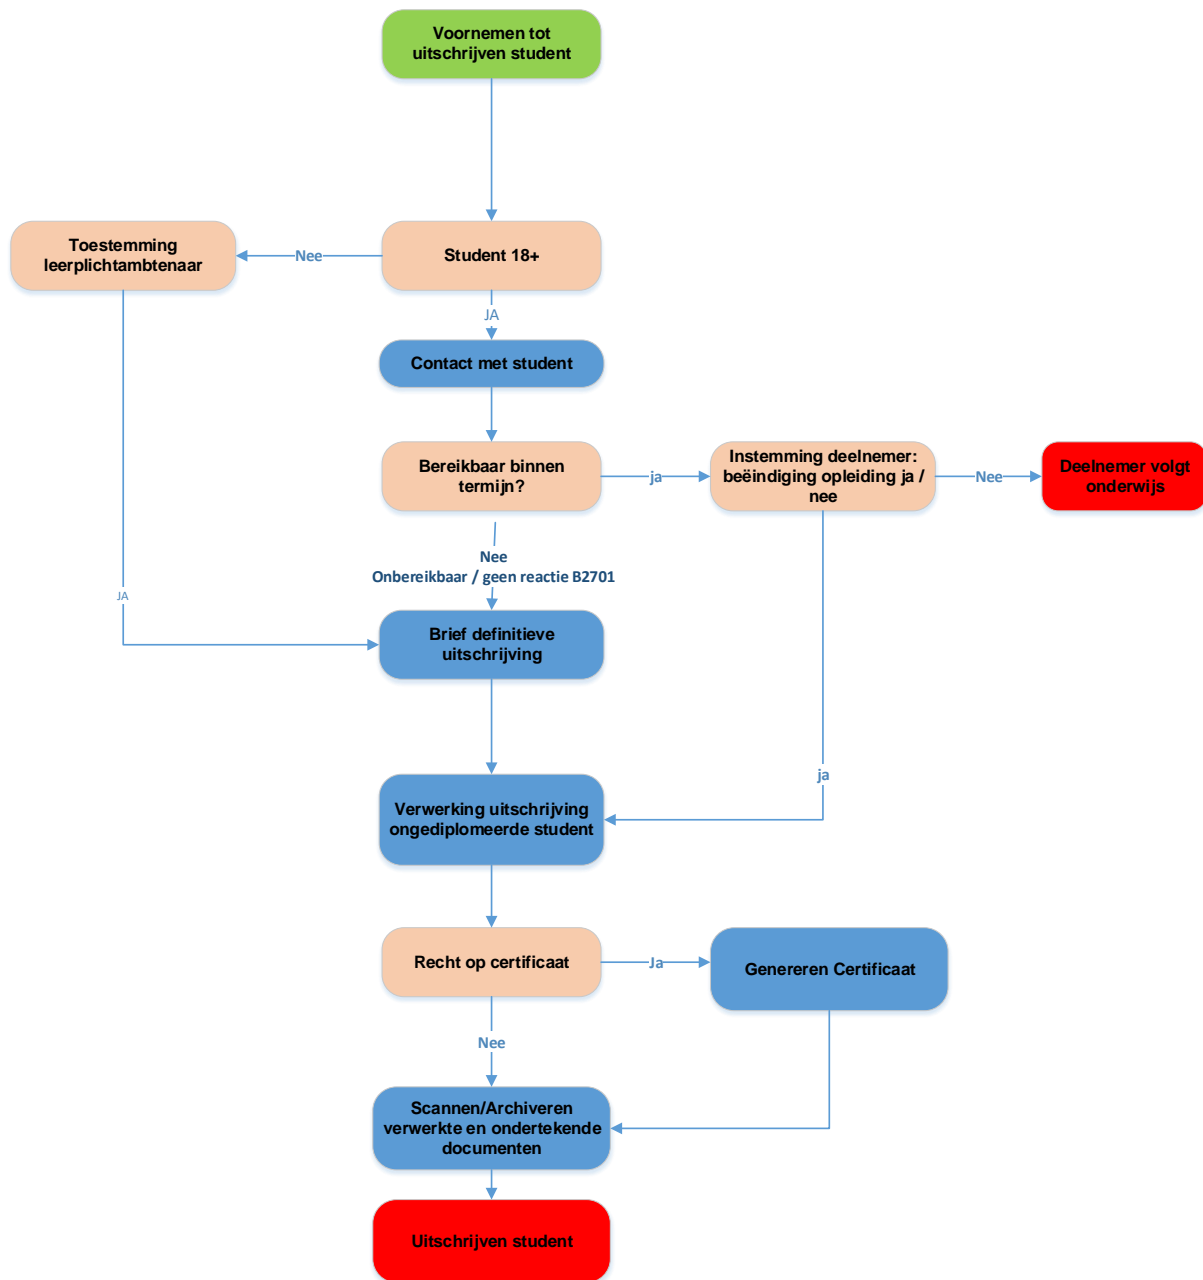 Voornemen tot
uitschrijven student
Toestemming
leerplichtambtenaar
Nee
Student 18+
JA
Contact met student
Bereikbaar binnen
termijn?
ja
Instemming deelnemer:
beëindiging opleiding ja /
nee
Nee
Deelnemer volgt
onderwijs
Nee
Onbereikbaar / geen reactie B2701
JA
Brief definitieve
uitschrijving
ja
Verwerking uitschrijving
ongediplomeerde student
Recht op certificaat
Ja
Genereren Certificaat
Nee
Scannen/Archiveren
verwerkte en ondertekende
documenten
Uitschrijven student